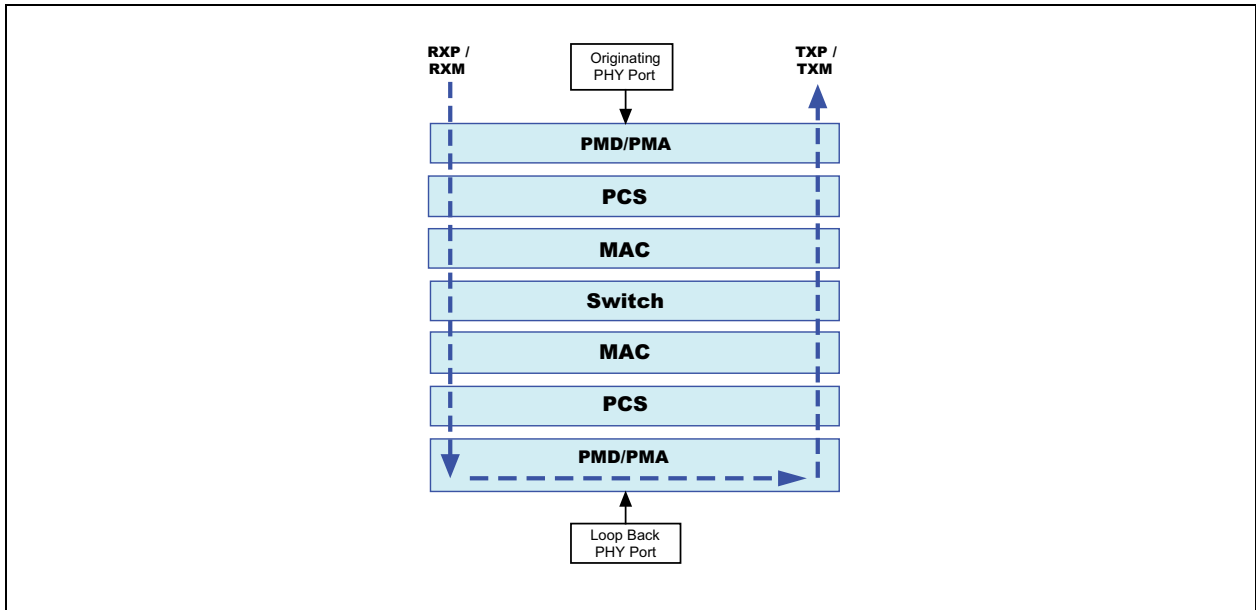 RXP /
RXM
Originating
PHY Port
TXP /
TXM
PMD/PMA
PCS
MAC
Switch
MAC
PCS
PMD/PMA
Loop Back
PHY Port